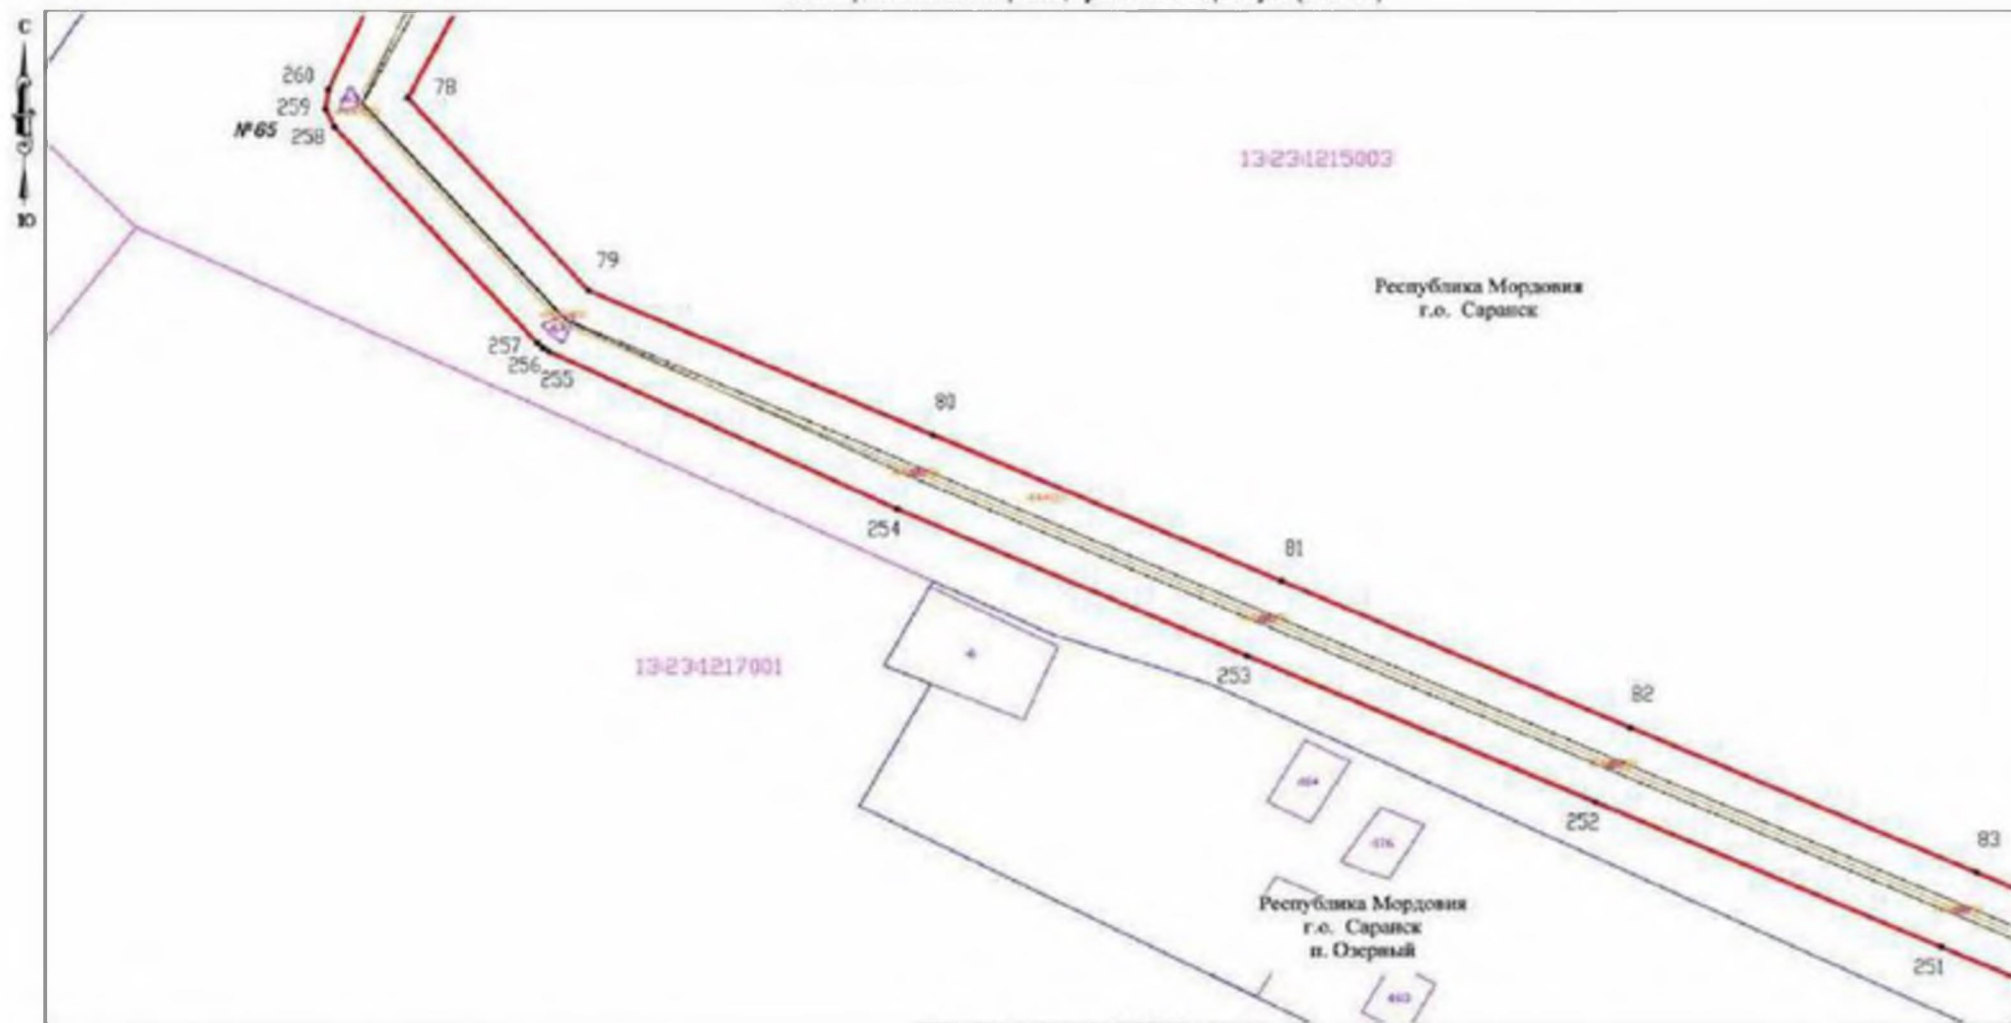 С
260
78
259
№65 258
13:23:1215003
Ю
79
Республика Мордовия
г.о. Саранск
257
256
255
80
254
81
13:23:1217001
253
82
252
83
Республика Мордовия
г.о. Саранск
п. Озерный
251